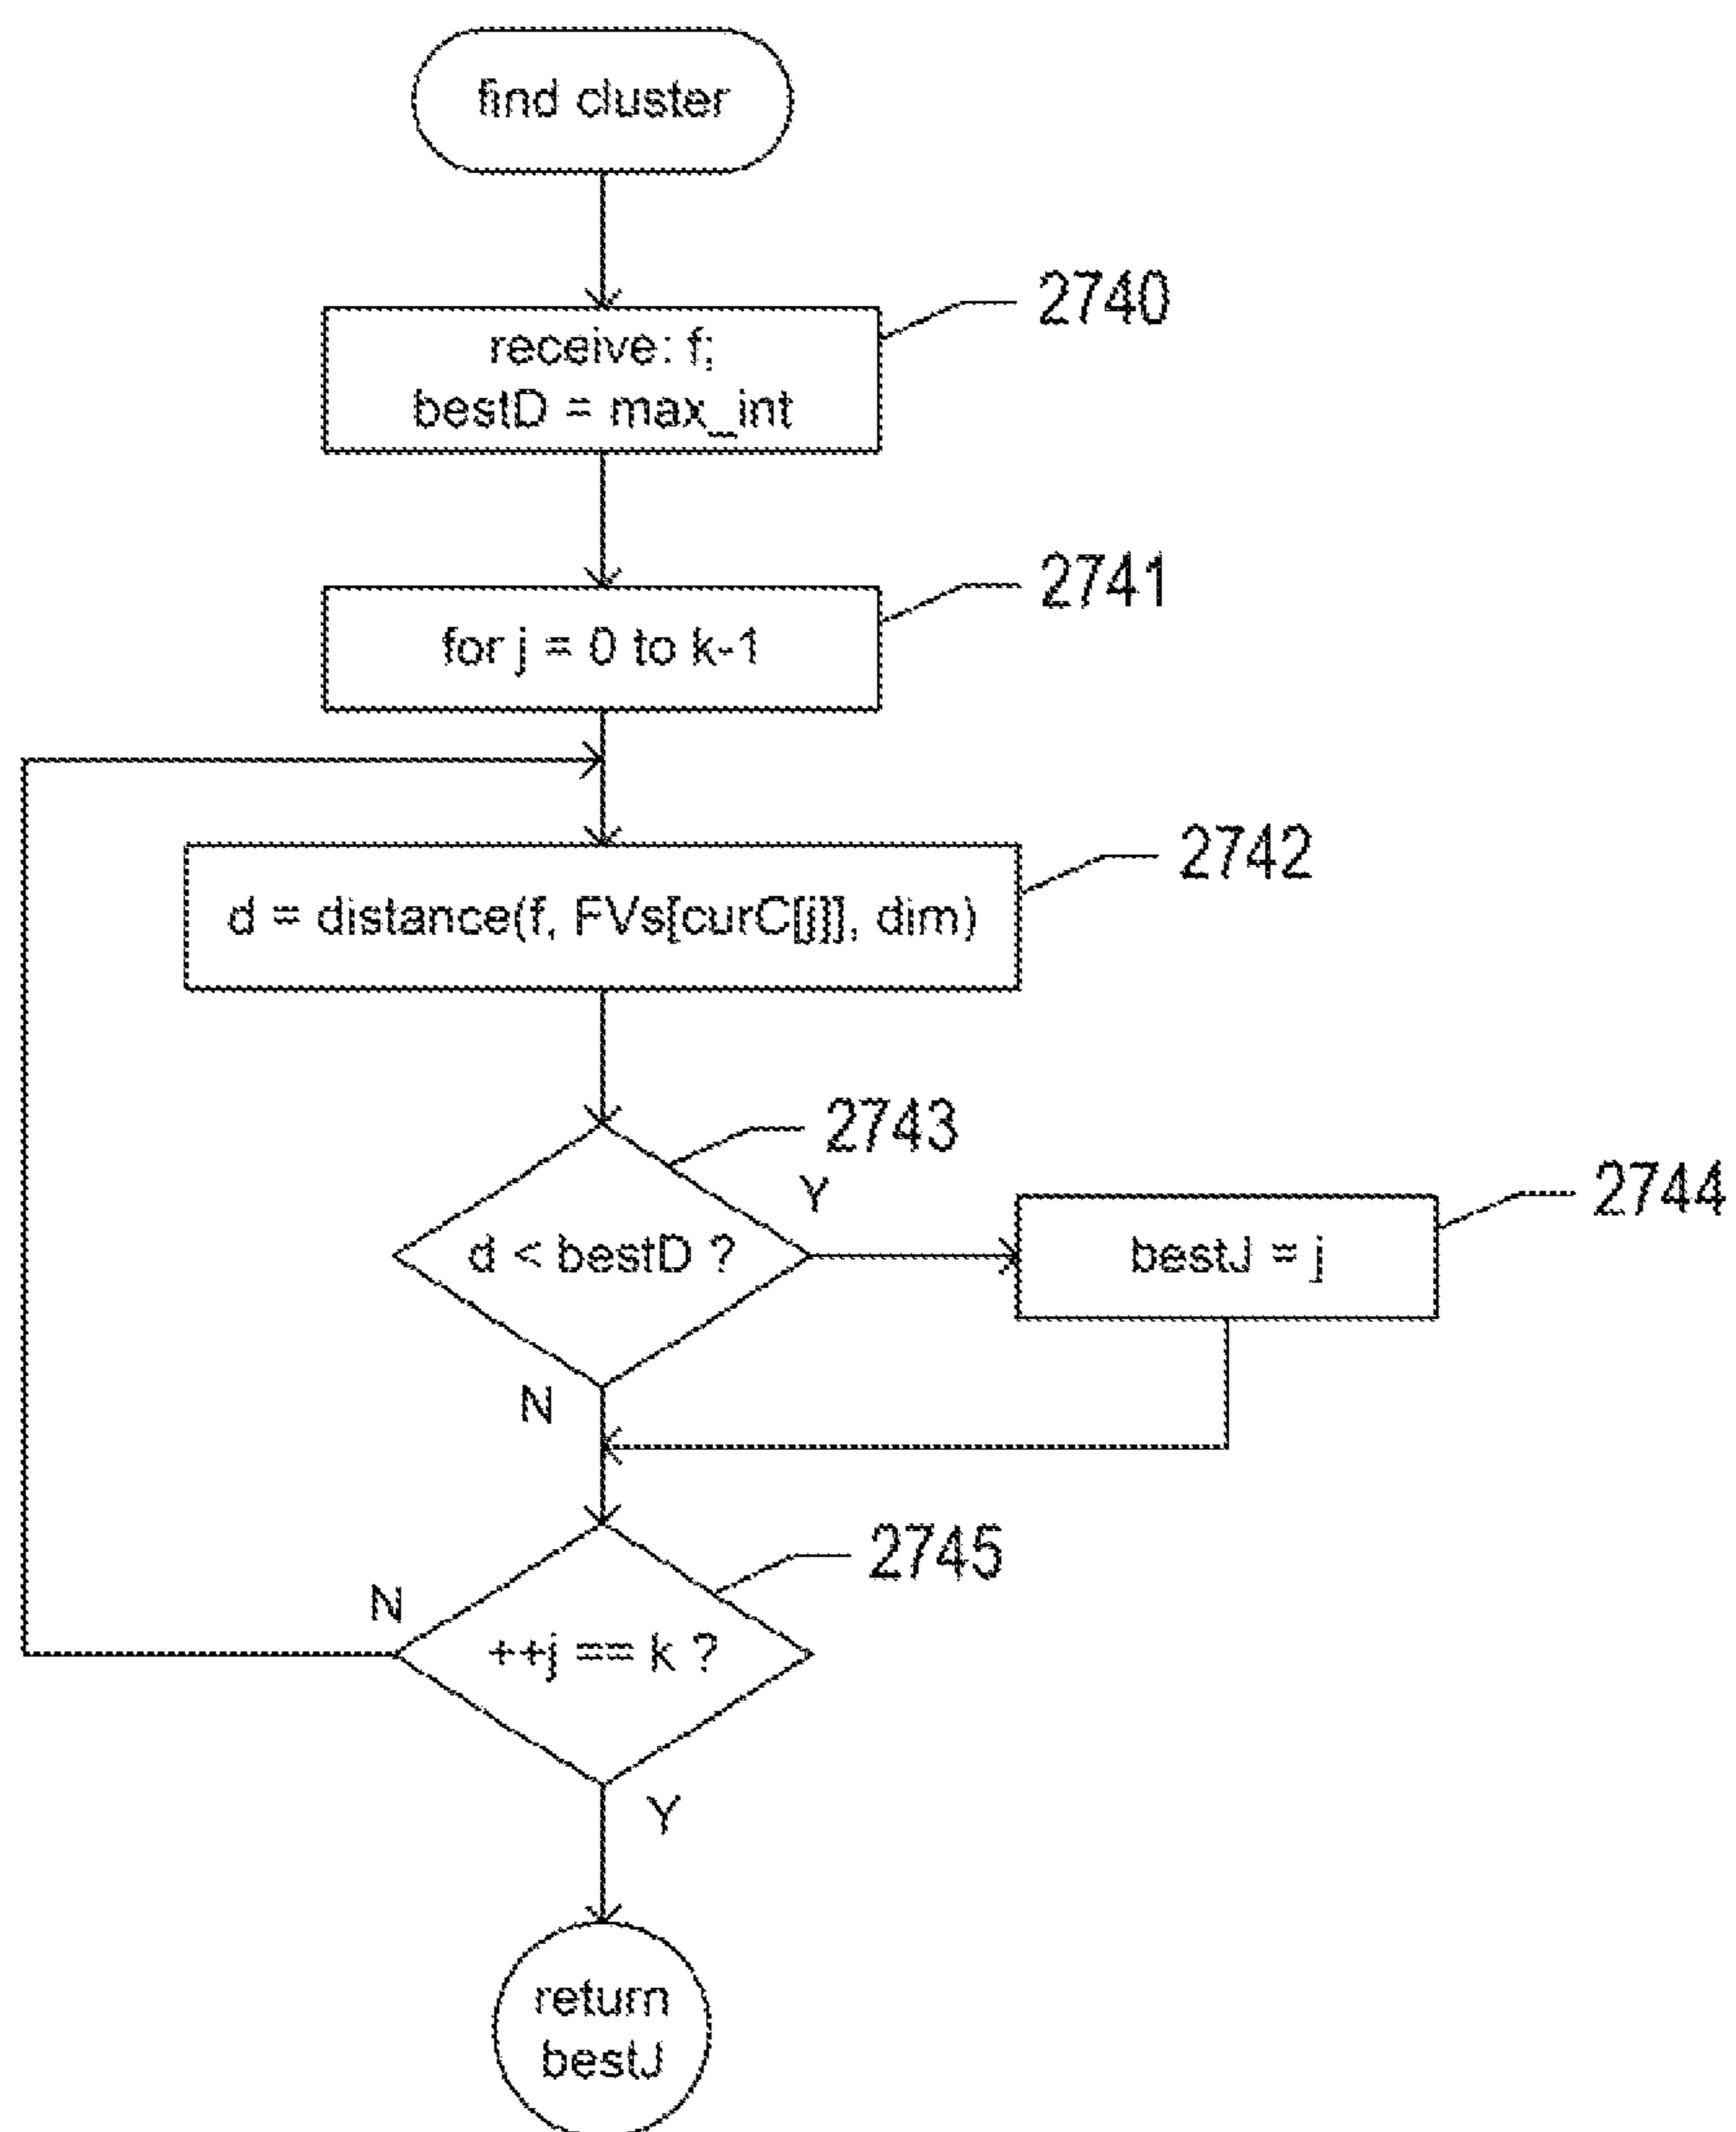 find cluster
2740
receive: f;
bestD = max_int
2741
for j = 0 to k-1
2742
d = distance(f, FVs[curC[j]], dim)
2743
Y
2744
d < bestD ?
bestJ = j
N
2745
N
++j == k ?
Y
return
bestJ